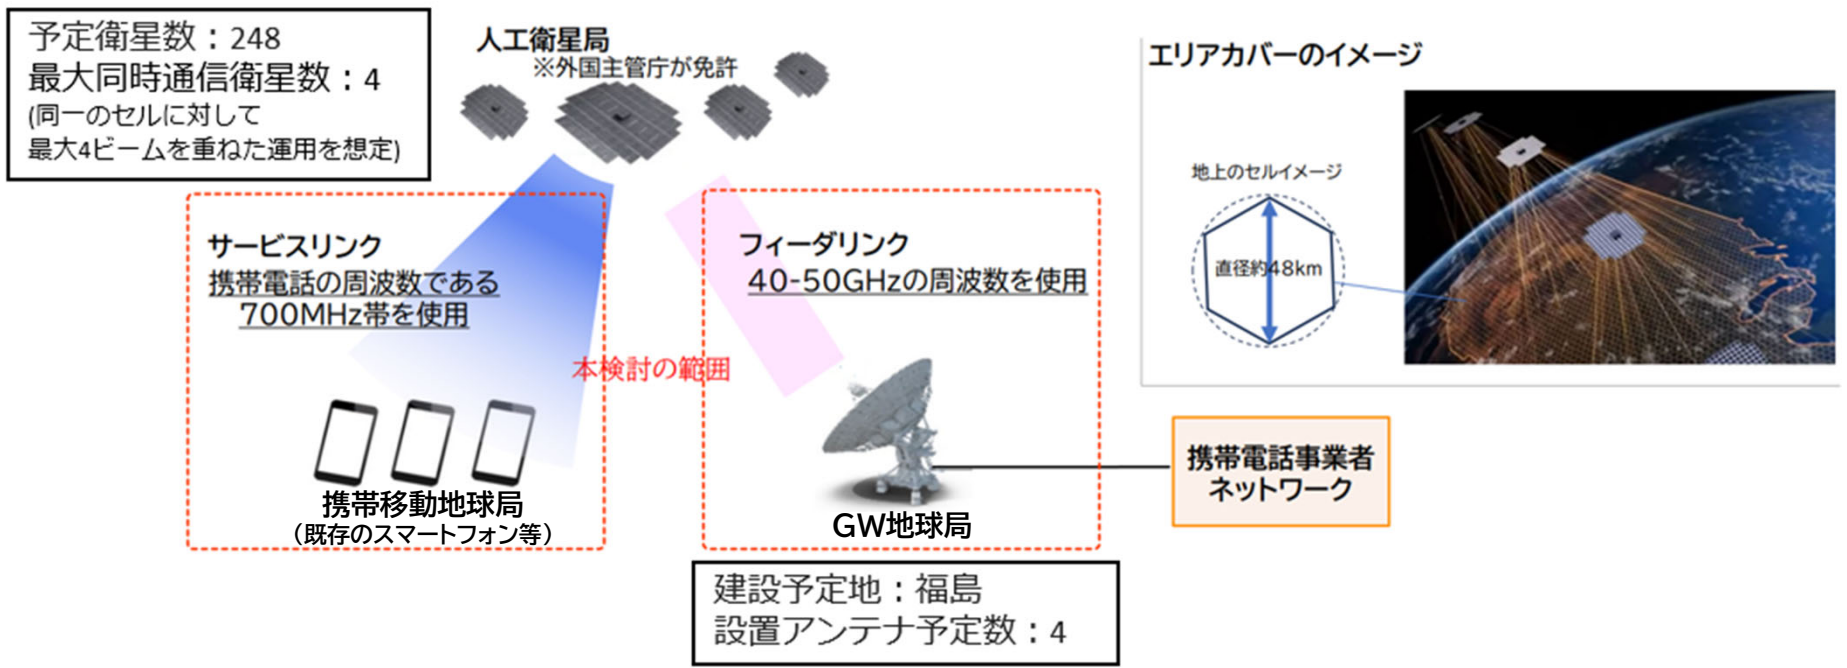 予定衛星数：248
最大同時通信衛星数：4
(同一のセルに対して
最大4ビームを重ねた運用を想定)
人工衛星局
※外国主管庁が免許
サービスリンク
携帯電話の周波数である
700MHz帯を使用
フィーダリンク
40-50GHzの周波数を使用
本検討の範囲
携帯移動地球局
（既存のスマートフォン等）
GW地球局
建設予定地：福島
設置アンテナ予定数：4
携帯電話事業者
ネットワーク
エリアカバーのイメージ
地上のセルイメージ
直径約48km